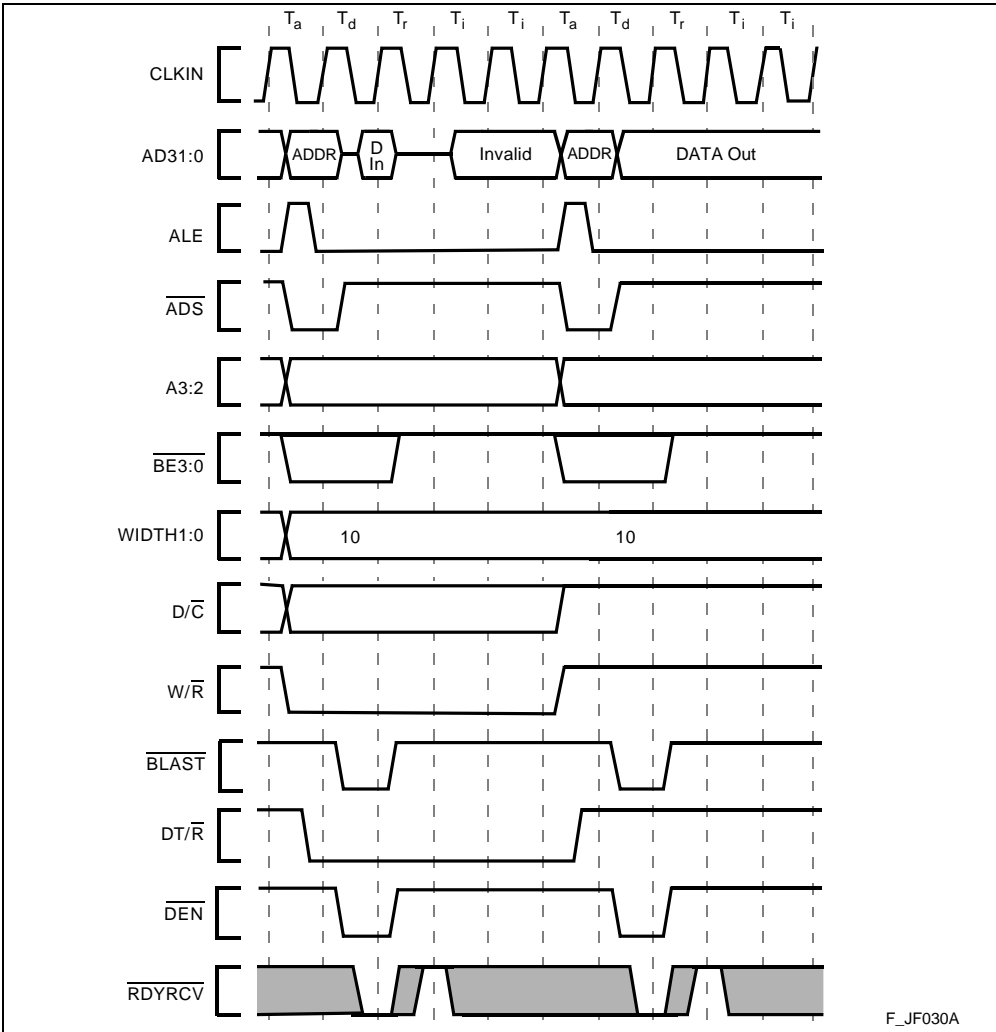 Ta Td Tr Ti Ti Ta Td Tr Ti Ti
CLKIN
AD31:0 ADDR D In Invalid ADDR DATA Out
ALE
ADS
A3:2
BE3:0
WIDTH1:0 10 10
D/C
W/R
BLAST
DT/R
DEN
RDYRCV
F_JF030A